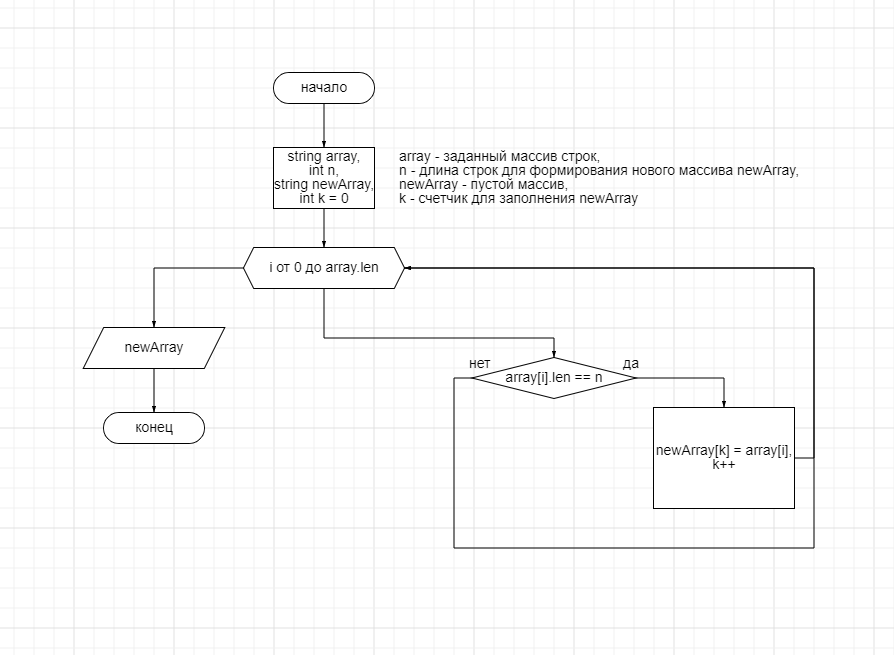 начало
string array,
int n,
string newArray,
int k = 0
array - заданный массив строк,
n - длина строк для формирования нового массива newArray,
newArray - пустой массив,
k - счетчик для заполнения newArray
i от 0 до array.len
newArray
конец
нет
да
array[i].len == n
newArray[k] = array[i],
k++